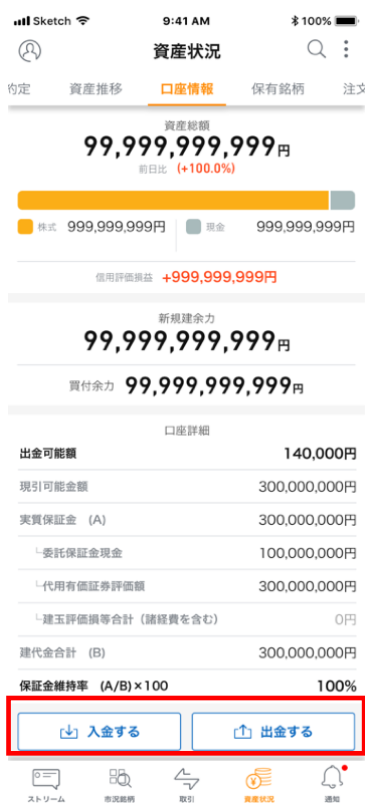 Sketch 9:41 AM 100%
資産状況
約定 資産推移 口座情報 保有銘柄 注文
資産総額
99,999,999,999円
前日比 (+100.0%)
株式 999,999,999円 現金 999,999,999円
信用評価損益 +999,999,999円
新規建余力
99,999,999,999円
買付余力 99,999,999,999円
口座詳細
出金可能額 140,000円
現引可能金額 300,000,000円
実質保証金 (A) 300,000,000円
└委託保証金現金 100,000,000円
└代用有価証券評価額 300,000,000円
└建玉評価損等合計（諸経費を含む） 0円
建代金合計 (B) 300,000,000円
保証金維持率 (A/B)×100 100%
入金する 出金する
ストリーム 市況銘柄 取引 資産状況 通知